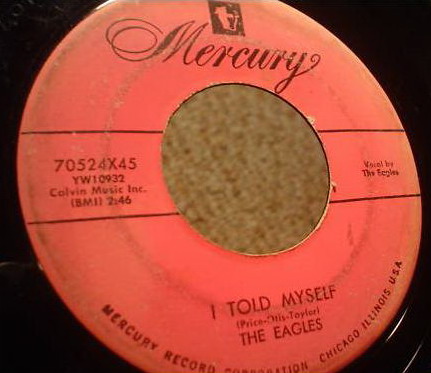 Mercury
70524X45
YW10932
Colvin Music Inc.
(BMI) 2:46
Vocal by
The Eagles
I TOLD MYSELF
(Price-Otis-Taylor)
THE EAGLES
MERCURY RECORD CORPORATION CHICAGO ILLINOIS, U.S.A.